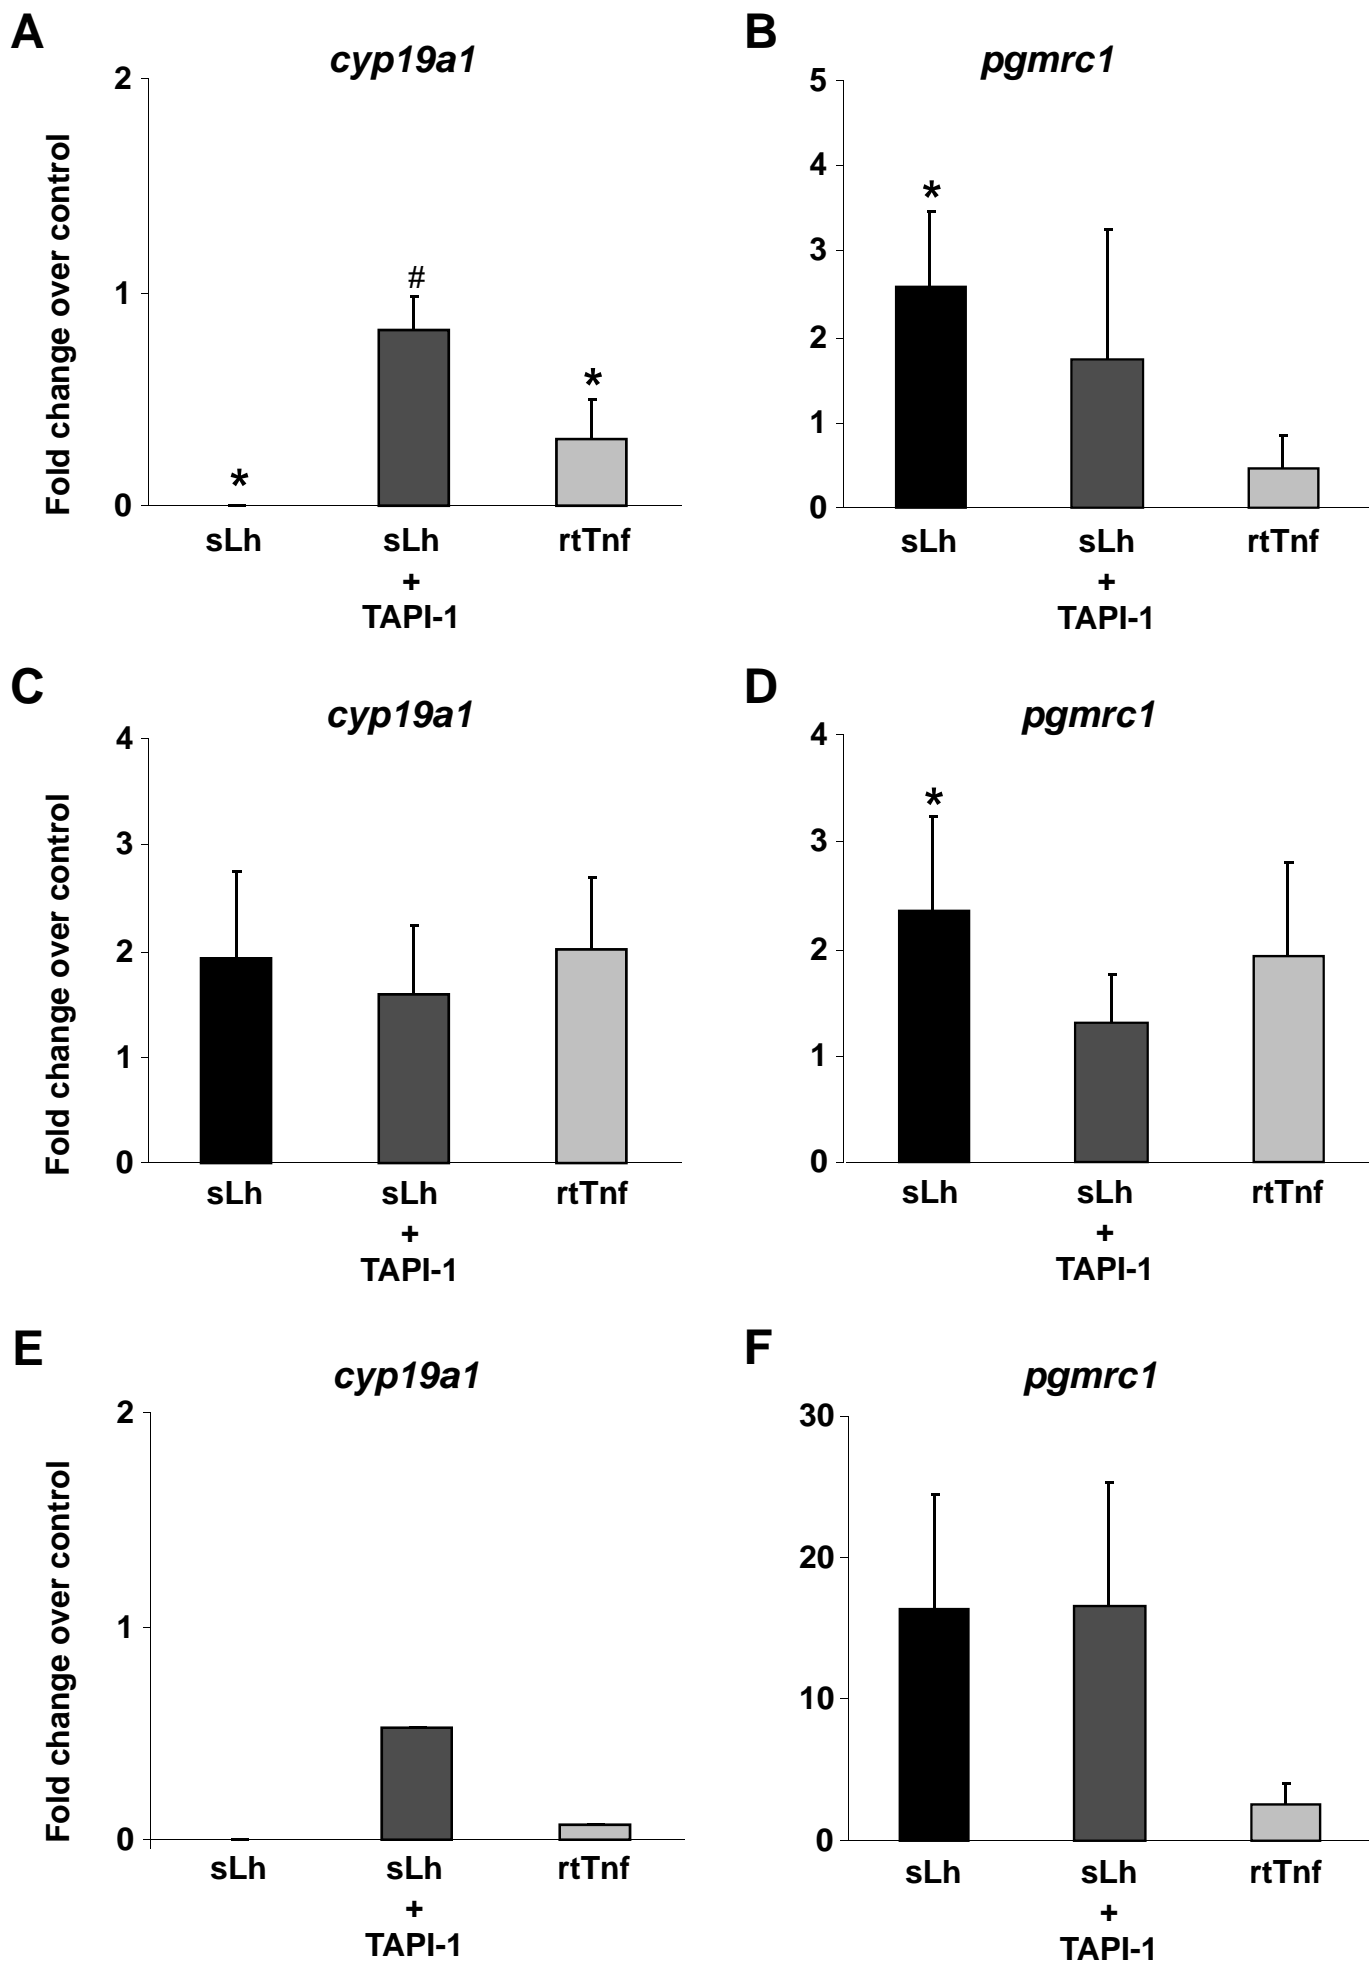 A
cyp19a1
Fold change over control
2
1
0
*
#
*
sLh
sLh
+
TAPI-1
rtTnf
B
pgmrc1
5
4
3
2
1
0
*
sLh
sLh
+
TAPI-1
rtTnf
C
cyp19a1
Fold change over control
4
3
2
1
0
sLh
sLh
+
TAPI-1
rtTnf
D
pgmrc1
4
3
2
1
0
*
sLh
sLh
+
TAPI-1
rtTnf
E
cyp19a1
Fold change over control
2
1
0
sLh
sLh
+
TAPI-1
rtTnf
F
pgmrc1
30
20
10
0
sLh
sLh
+
TAPI-1
rtTnf